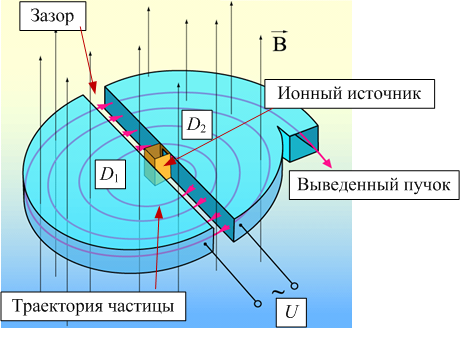 Зазор
B
Ионный источник
D2
D1
Выведенный пучок
Траектория частицы
~
U